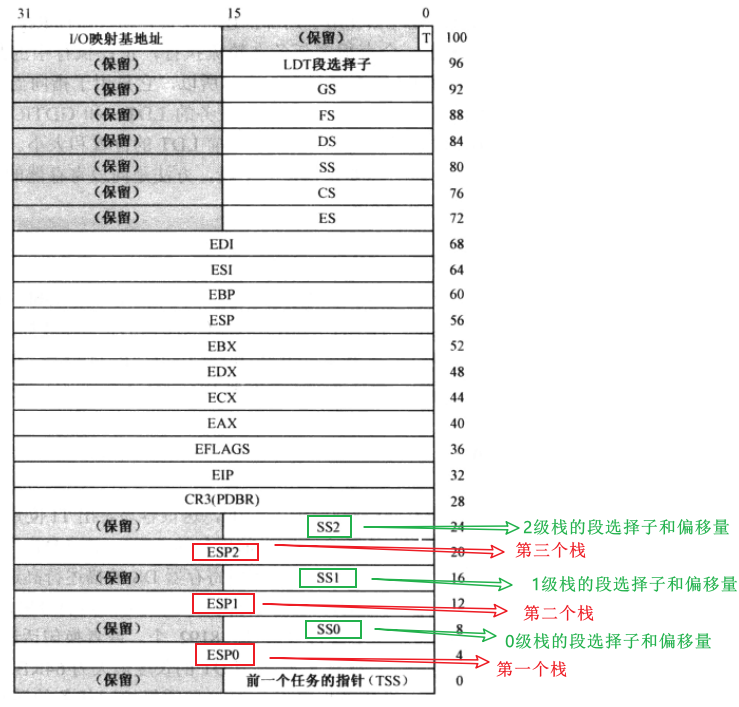 31 15 0
I/O映射基地址 (保留) T 100
(保留) LDT段选择子 96
(保留) GS 92
(保留) FS 88
(保留) DS 84
(保留) SS 80
(保留) CS 76
(保留) ES 72
EDI 68
ESI 64
EBP 60
ESP 56
EBX 52
EDX 48
ECX 44
EAX 40
EFLAGS 36
EIP 32
CR3(PDBR) 28
(保留) SS2 24 2级栈的段选择子和偏移量
ESP2 20 第三个栈
(保留) SS1 16 1级栈的段选择子和偏移量
ESP1 12 第二个栈
(保留) SS0 8 0级栈的段选择子和偏移量
ESP0 4 第一个栈
(保留) 前一个任务的指针(TSS) 0